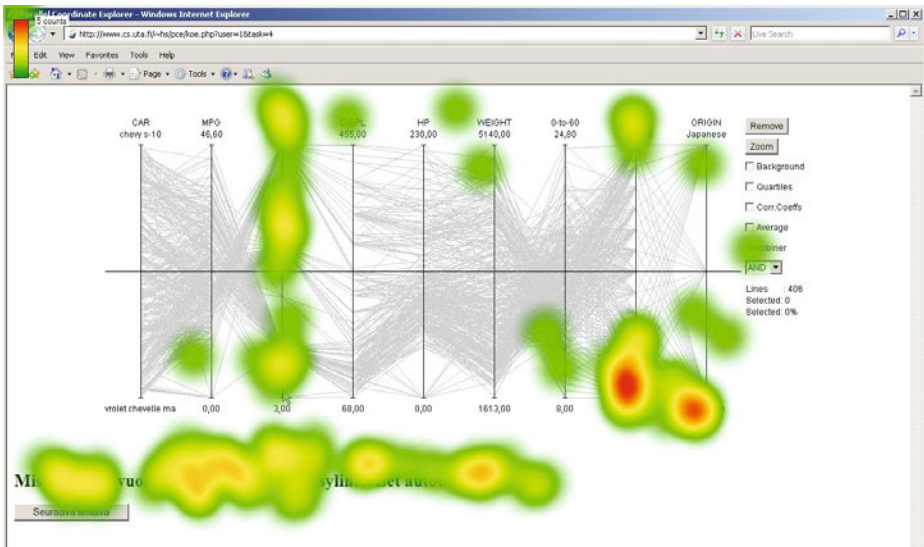 Coordinate Explorer - Windows Internet Explorer
5 counts
http://www.cs.uta.fi/~hs/pce/koe.php?user=1&task=4
Live Search
Edit View Favorites Tools Help
Page Tools
CAR MPG DISPL HP WEIGHT 0-to-60 ORIGIN
chevy s-10 46,60 455,00 230,00 5140,00 24,80 Japanese
Remove
Zoom
Background
Quartiles
Corr.Coeffs
Average
Combiner
AND
Lines : 406
Selected: 0
Selected: 0%
vrolet chevelle ma 0,00 3,00 68,00 0,00 1613,00 8,00
Seuraava tehtävä